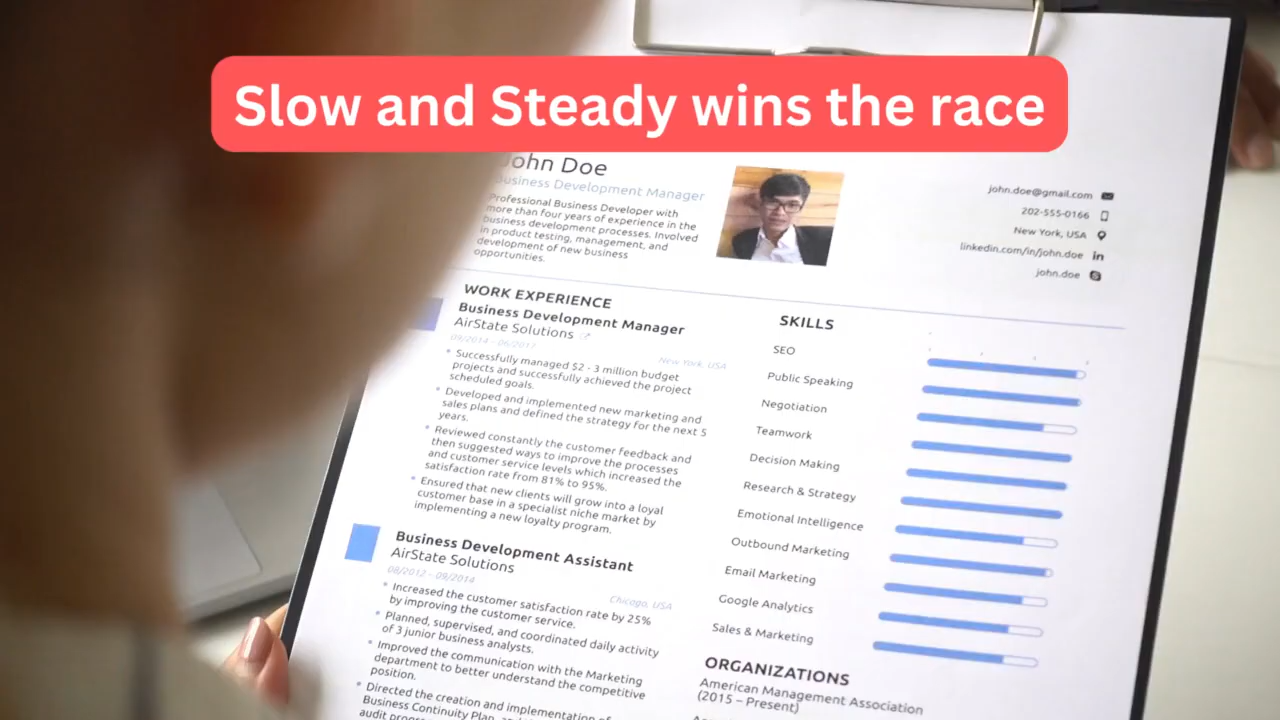 Slow and Steady wins the race
John Doe
Business Development Manager
Professional Business Developer with
more than four years of experience in the
business development processes. Involved
in product testing, management, and
development of new business
opportunities.
john.doe@gmail.com
202-555-0166
New York, USA
linkedin.com/in/john.doe
john.doe
WORK EXPERIENCE
Business Development Manager
AirState Solutions
09/2014 - 06/2017
New York, USA
Successfully managed $2 - 3 million budget
projects and successfully achieved the project
scheduled goals.
Developed and implemented new marketing and
sales plans and defined the strategy for the next 5
years.
Reviewed constantly the customer feedback and
then suggested ways to improve the processes
and customer service levels which increased the
satisfaction rate from 81% to 95%.
Ensured that new clients will grow into a loyal
customer base in a specialist niche market by
implementing a new loyalty program.
Business Development Assistant
AirState Solutions
08/2012 - 09/2014
Chicago, USA
Increased the customer satisfaction rate by 25%
by improving the customer service.
Planned, supervised, and coordinated daily activity
of 3 junior business analysts.
Improved the communication with the Marketing
department to better understand the competitive
position.
Directed the creation and implementation of
Business Continuity Plan,
SKILLS
SEO
Public Speaking
Negotiation
Teamwork
Decision Making
Research & Strategy
Emotional Intelligence
Outbound Marketing
Email Marketing
Google Analytics
Sales & Marketing
ORGANIZATIONS
American Management Association
(2015 – Present)